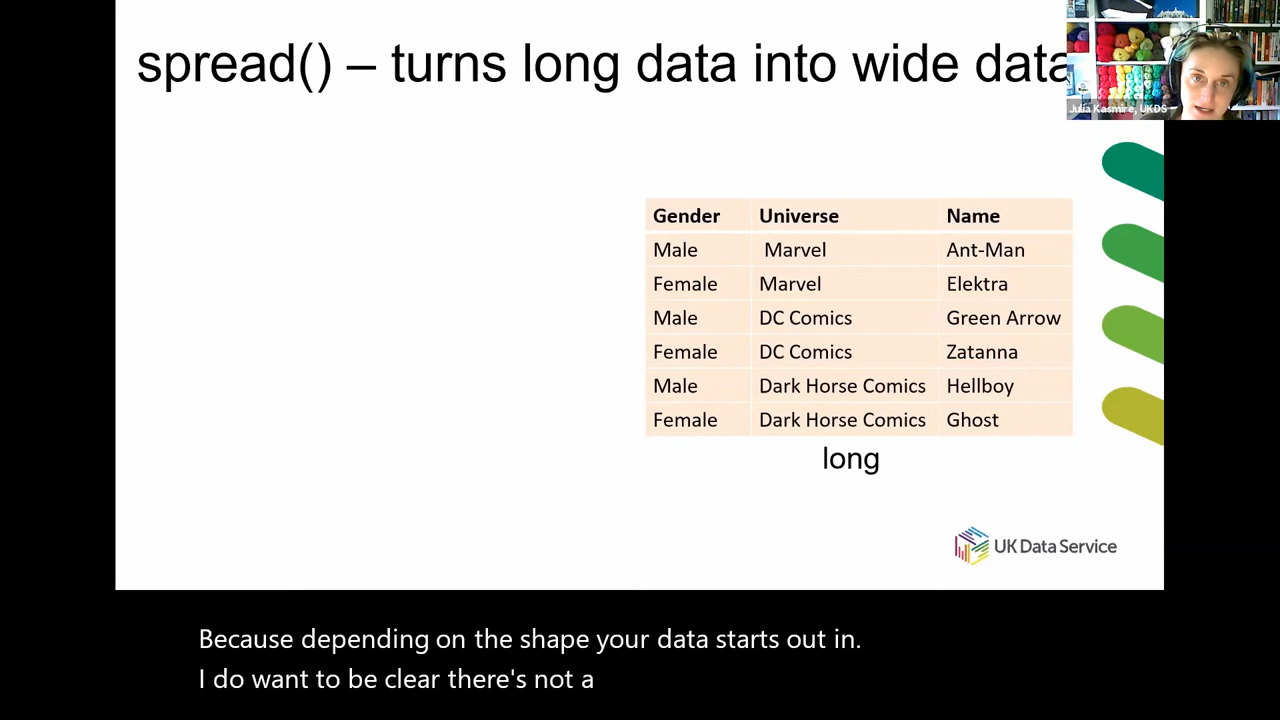 spread() – turns long data into wide data
Julia Kasmire, UKDS
Gender Universe Name
Male Marvel Ant-Man
Female Marvel Elektra
Male DC Comics Green Arrow
Female DC Comics Zatanna
Male Dark Horse Comics Hellboy
Female Dark Horse Comics Ghost
long
UK Data Service
Because depending on the shape your data starts out in.
I do want to be clear there's not a